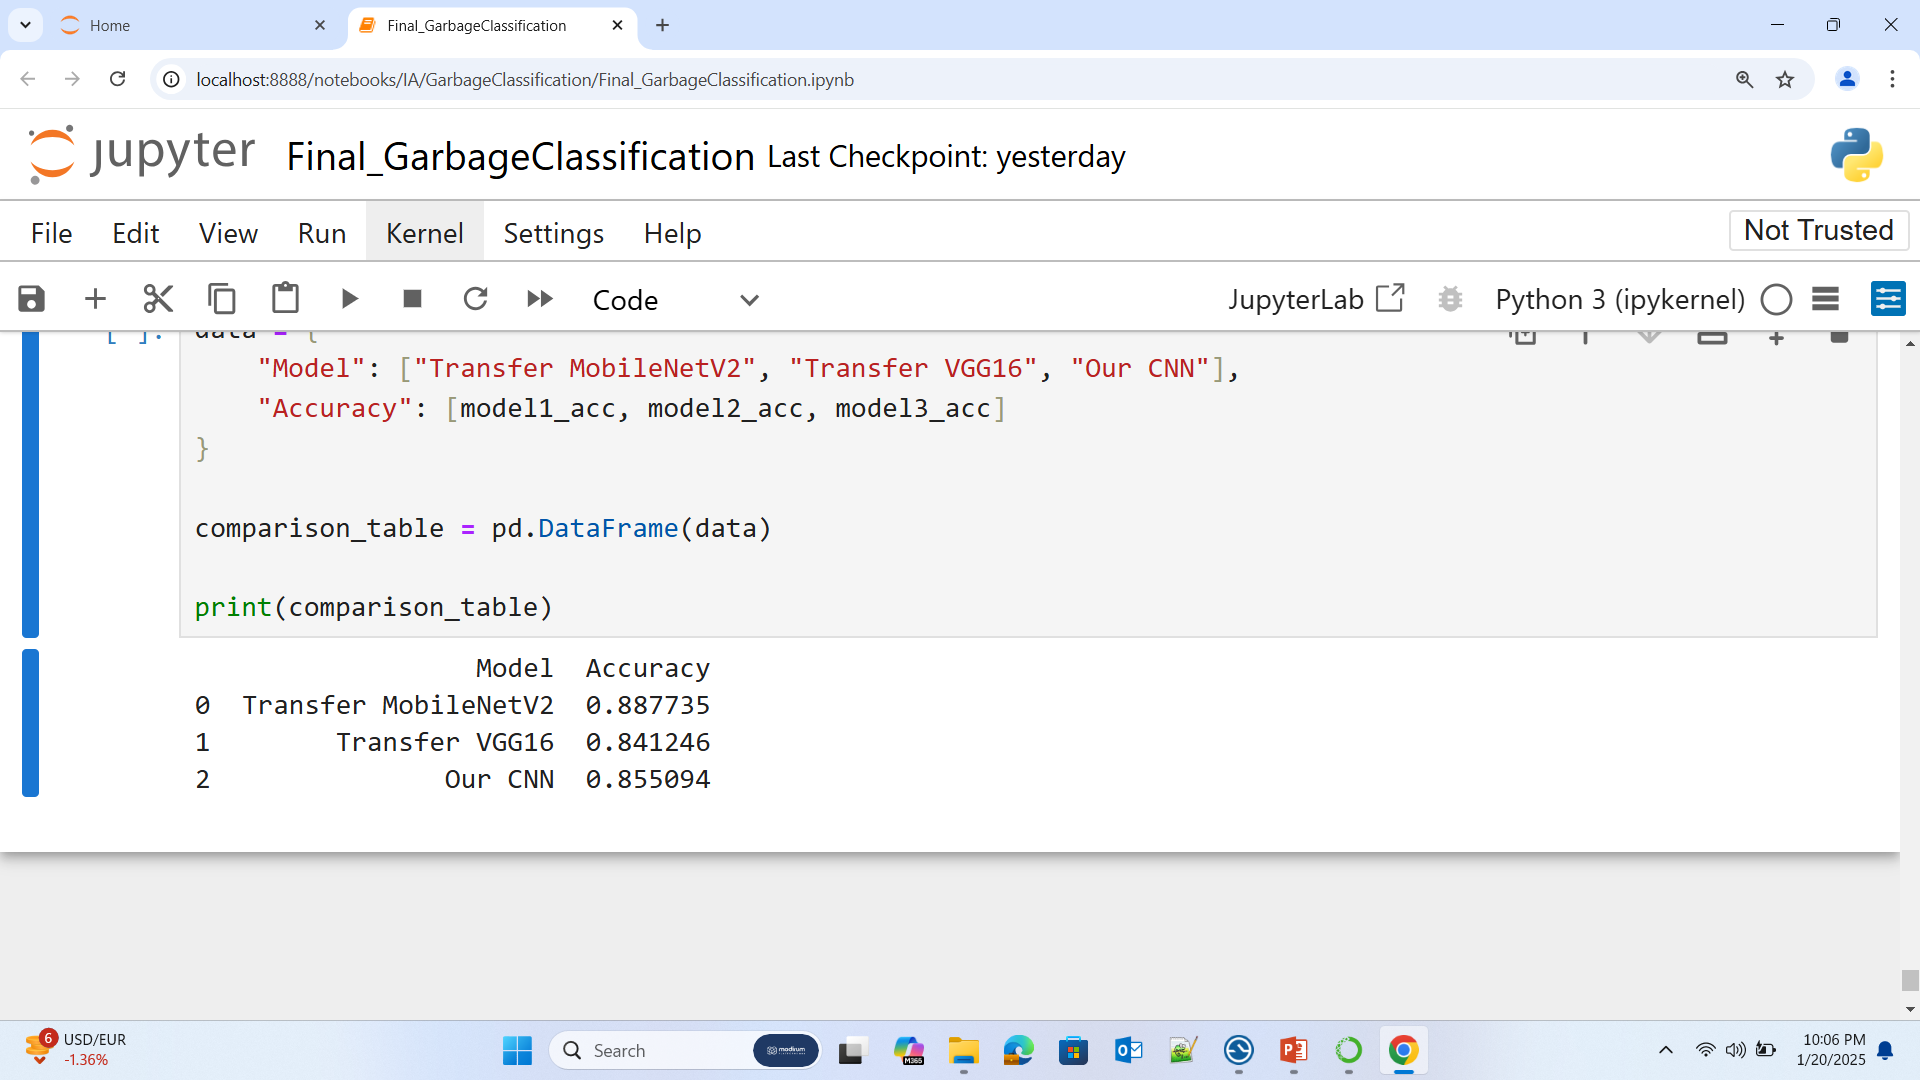 Home
Final_GarbageClassification
localhost:8888/notebooks/IA/GarbageClassification/Final_GarbageClassification.ipynb
jupyter Final_GarbageClassification Last Checkpoint: yesterday
File Edit View Run Kernel Settings Help Not Trusted
Code JupyterLab Python 3 (ipykernel)
[ ]: data = {
"Model": ["Transfer MobileNetV2", "Transfer VGG16", "Our CNN"],
"Accuracy": [model1_acc, model2_acc, model3_acc]
}
comparison_table = pd.DataFrame(data)
print(comparison_table)
Model Accuracy
0 Transfer MobileNetV2 0.887735
1 Transfer VGG16 0.841246
2 Our CNN 0.855094
6 USD/EUR
-1.36%
Search
M365
10:06 PM
1/20/2025